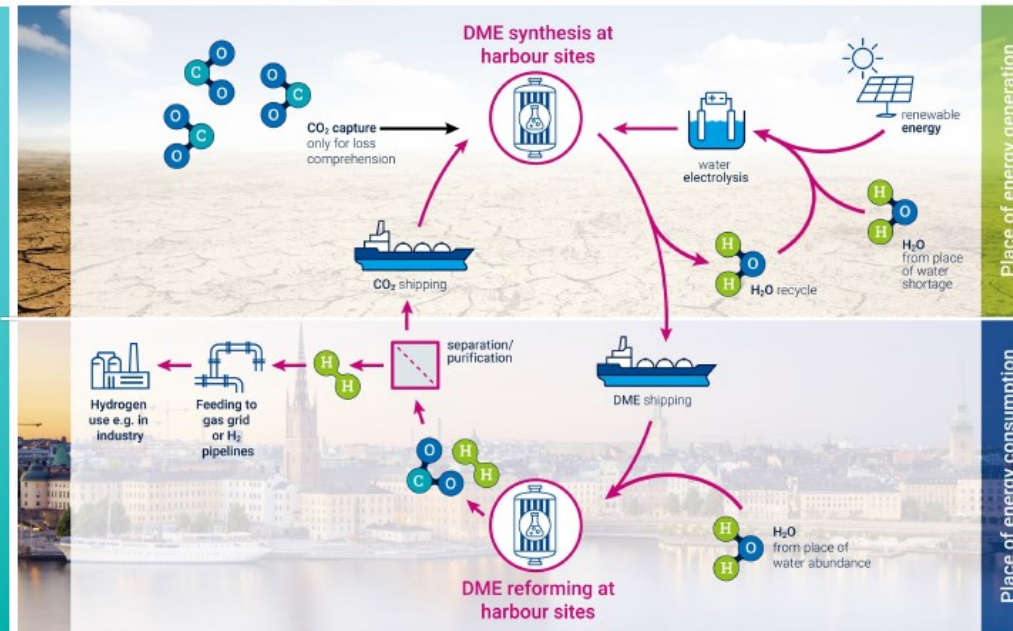 DME synthesis at
harbour sites
O
C
O
O
C
O
O
C
O
CO₂ capture
only for loss
comprehension
water
electrolysis
renewable
energy
H
O
H
H₂O
from place
of water
shortage
H
O
H
H₂O recycle
CO₂ shipping
Place of energy generation
separation/
purification
H
H
Feeding to
gas grid
or H₂
pipelines
Hydrogen
use e.g. in
industry
DME shipping
O
C
O
H
H
H
O
H
H₂O
from place of
water abundance
DME reforming at
harbour sites
Place of energy consumption